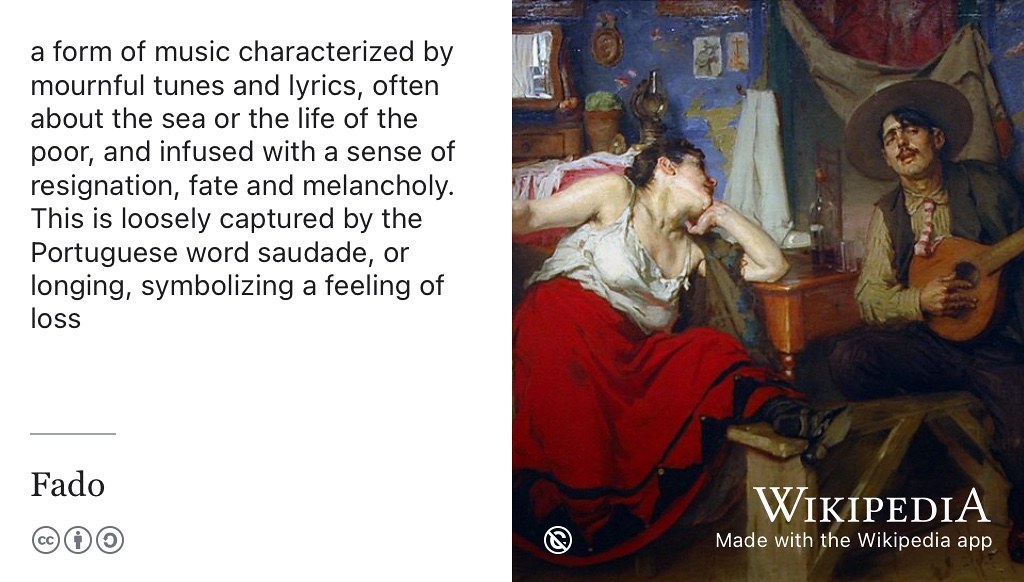 a form of music characterized by
mournful tunes and lyrics, often
about the sea or the life of the
poor, and infused with a sense of
resignation, fate and melancholy.
This is loosely captured by the
Portuguese word saudade, or
longing, symbolizing a feeling of
loss
Fado
cc
WIKIPEDIA
Made with the Wikipedia app